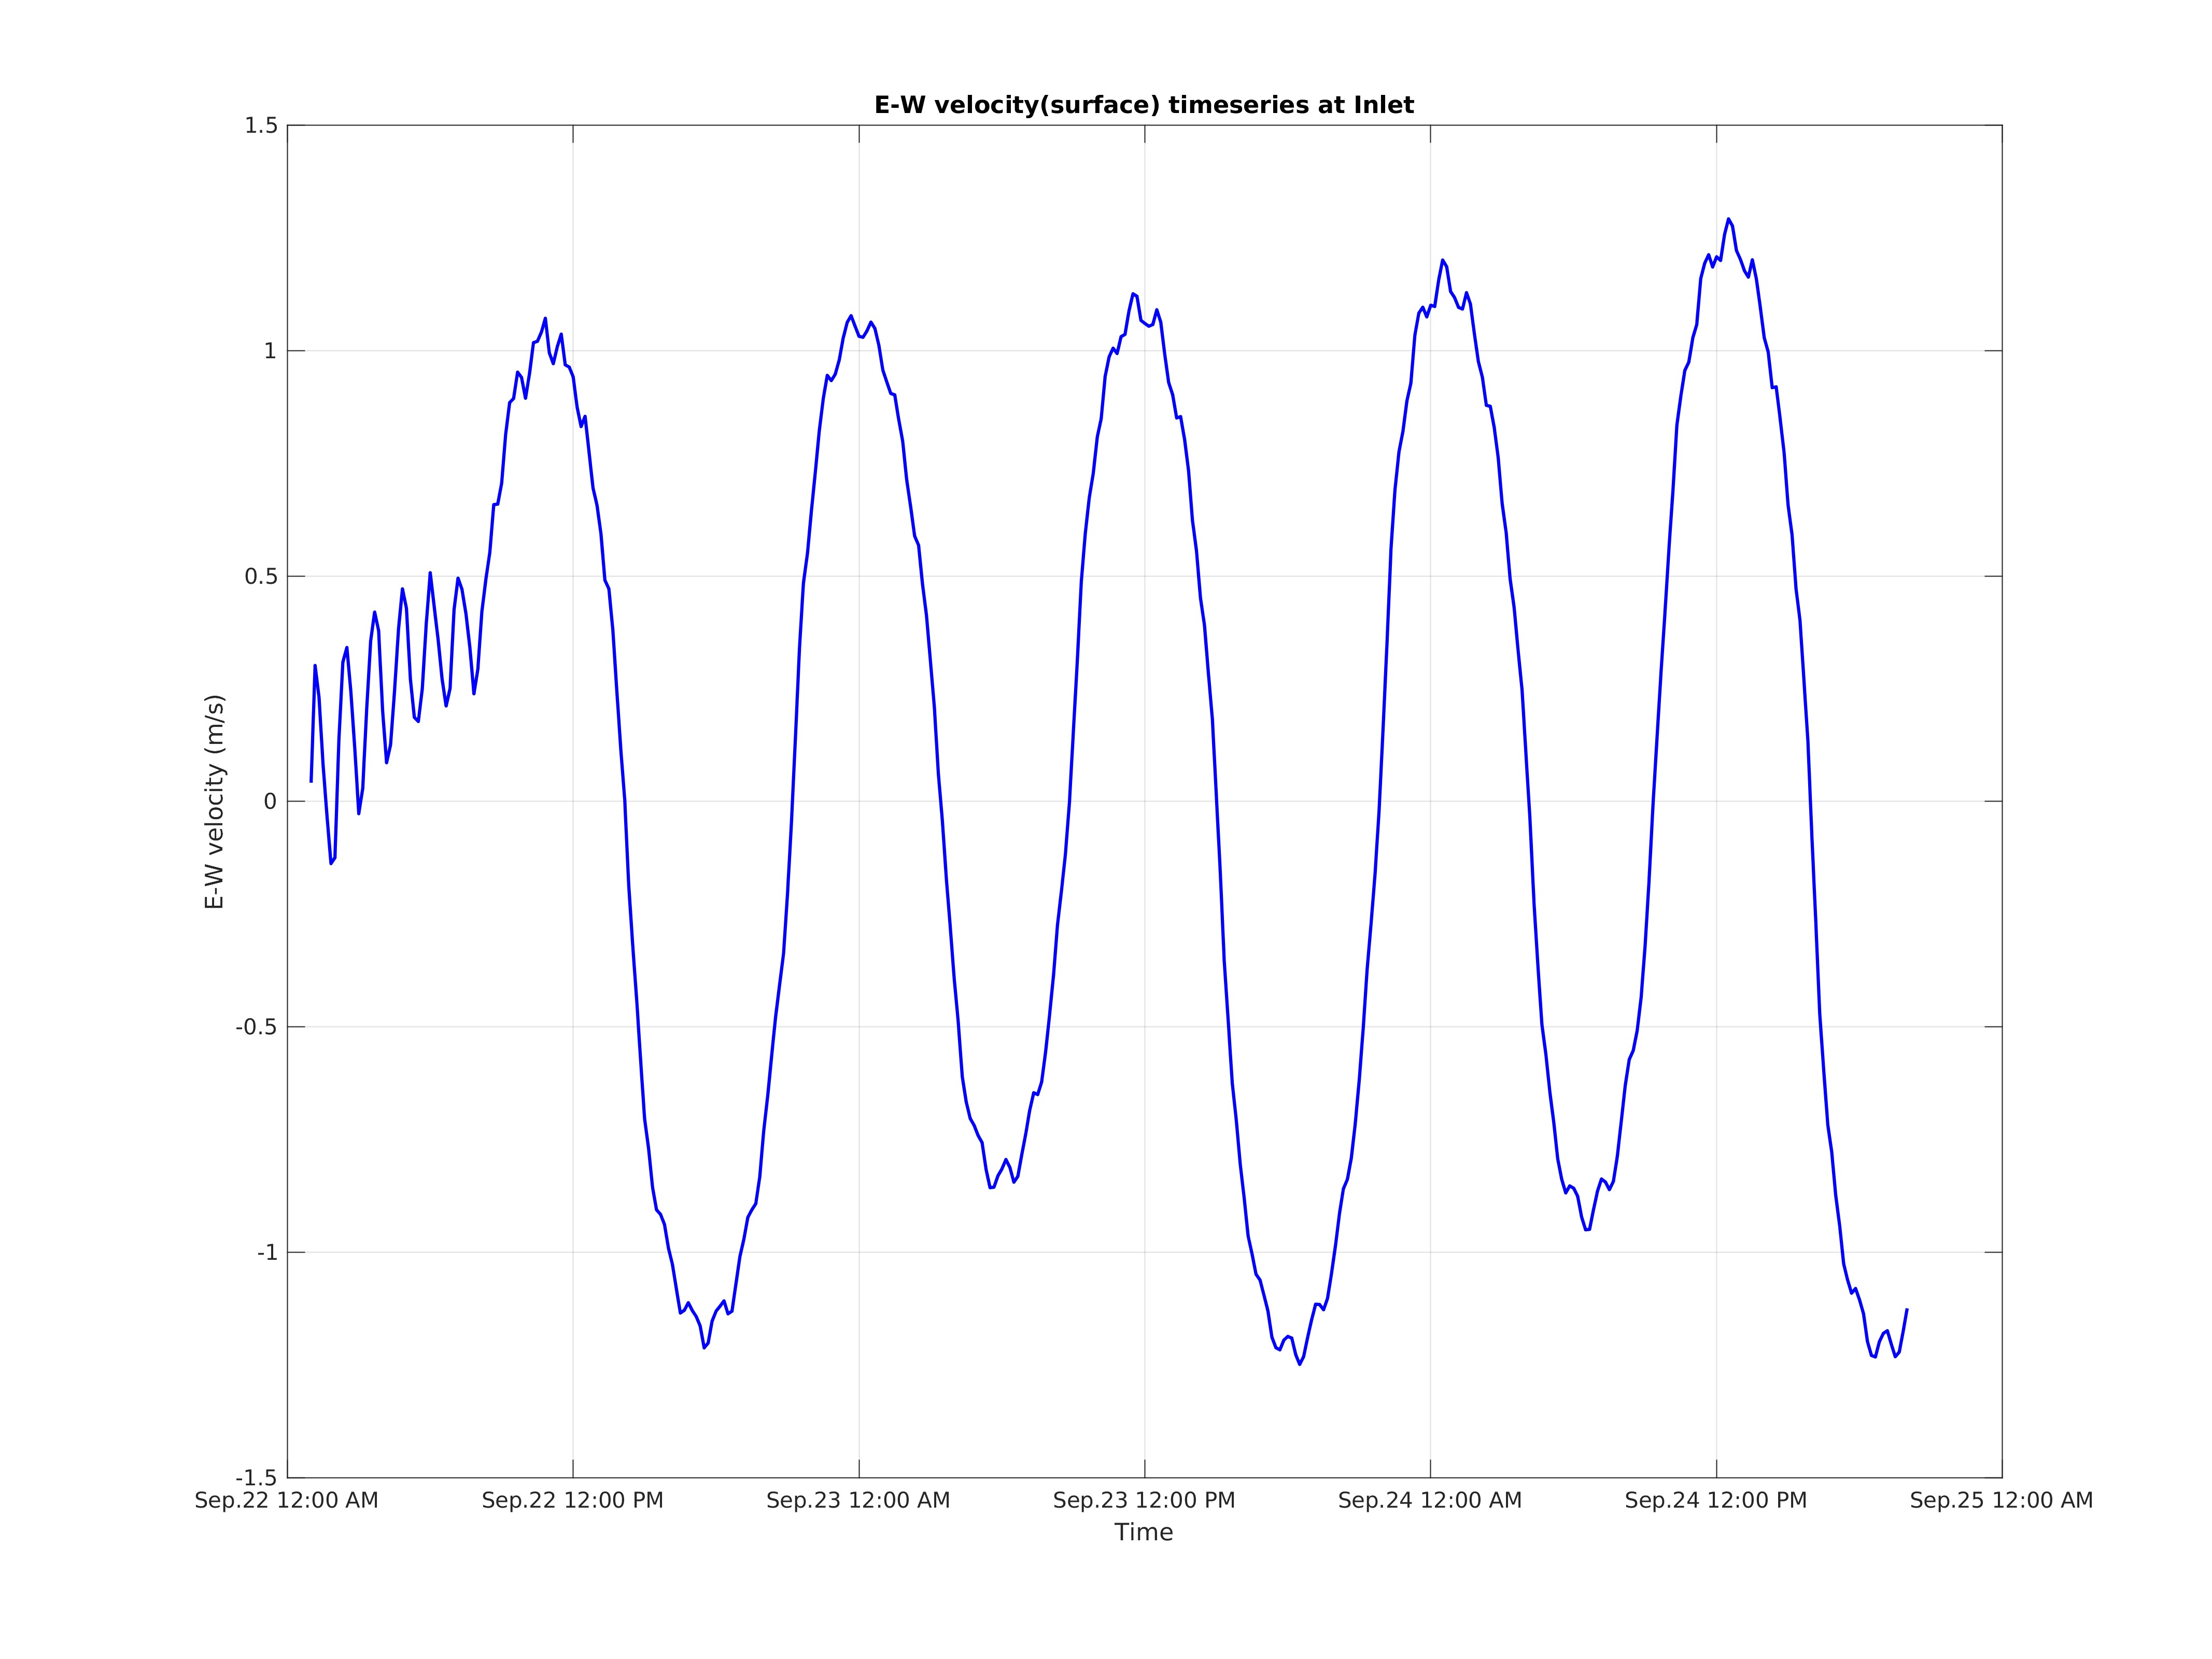 E-W velocity(surface) timeseries at Inlet
E-W velocity (m/s)
1.5
1
0.5
0
-0.5
-1
-1.5
Sep.22 12:00 AM
Sep.22 12:00 PM
Sep.23 12:00 AM
Sep.23 12:00 PM
Sep.24 12:00 AM
Sep.24 12:00 PM
Sep.25 12:00 AM
Time